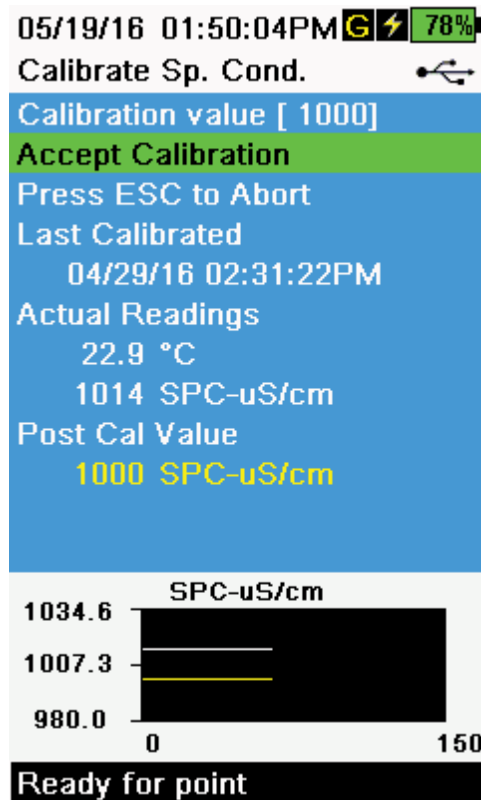 05/19/16 01:50:04PM G 78%
Calibrate Sp. Cond.
Calibration value [ 1000]
Accept Calibration
Press ESC to Abort
Last Calibrated
04/29/16 02:31:22PM
Actual Readings
22.9 °C
1014 SPC-uS/cm
Post Cal Value
1000 SPC-uS/cm
SPC-uS/cm
1034.6
1007.3
980.0
0 150
Ready for point